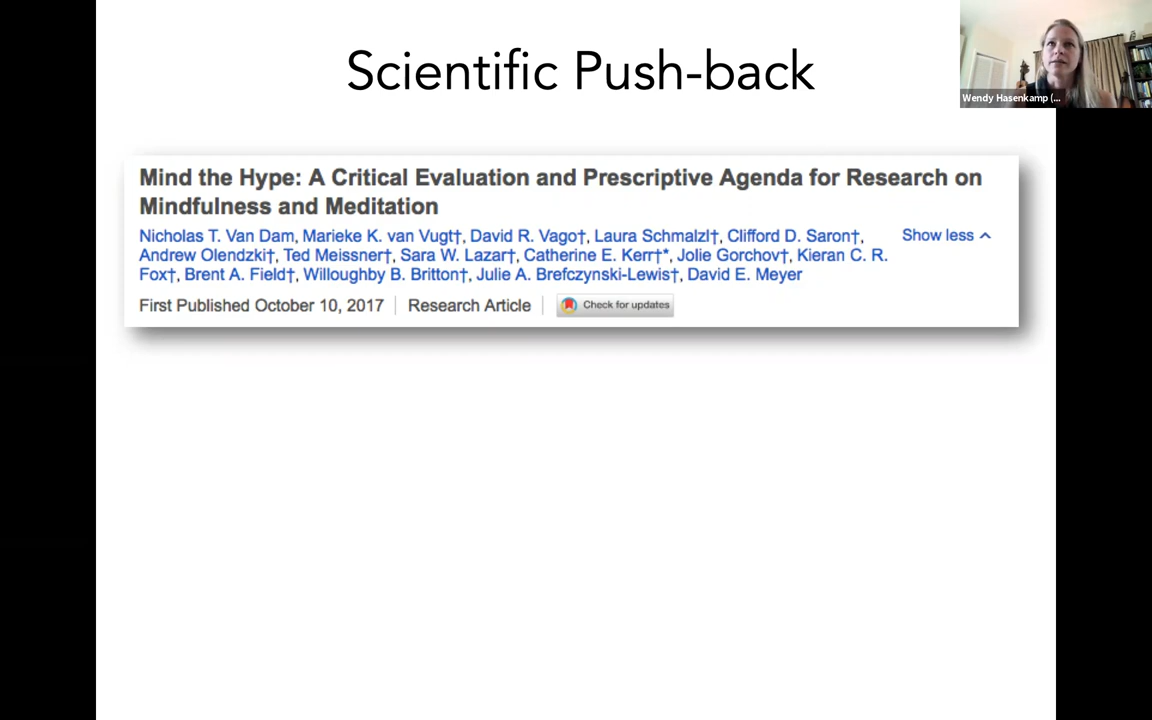 Scientific Push-back
Wendy Hasenkamp (...
Mind the Hype: A Critical Evaluation and Prescriptive Agenda for Research on
Mindfulness and Meditation
Nicholas T. Van Dam, Marieke K. van Vugt†, David R. Vago†, Laura Schmalzl†, Clifford D. Saron†,
Show less
Andrew Olendzki†, Ted Meissner†, Sara W. Lazar†, Catherine E. Kerr†*, Jolie Gorchov†, Kieran C. R.
Fox†, Brent A. Field†, Willoughby B. Britton†, Julie A. Brefczynski-Lewis†, David E. Meyer
First Published October 10, 2017 | Research Article | Check for updates